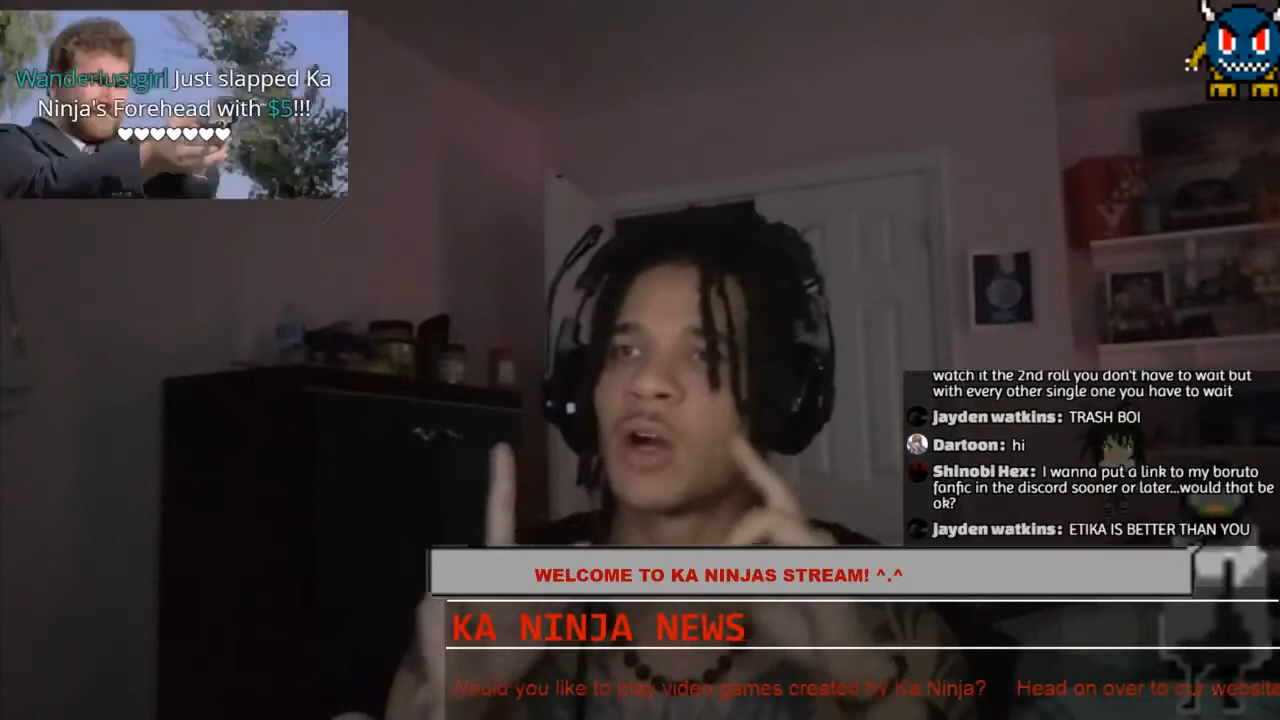 Wanderlustgirl Just slapped Ka
Ninja's Forehead with $5!!!
watch it the 2nd roll you don't have to wait but
with every other single one you have to wait
jayden watkins: TRASH BOI
Dartoon: hi
Shinobi Hex: I wanna put a link to my boruto
fanfic in the discord sooner or later...would that be
ok?
jayden watkins: ETIKA IS BETTER THAN YOU
WELCOME TO KA NINJAS STREAM! ^.^
KA NINJA NEWS
Would you like to play video games created by Ka Ninja? Head on over to our website